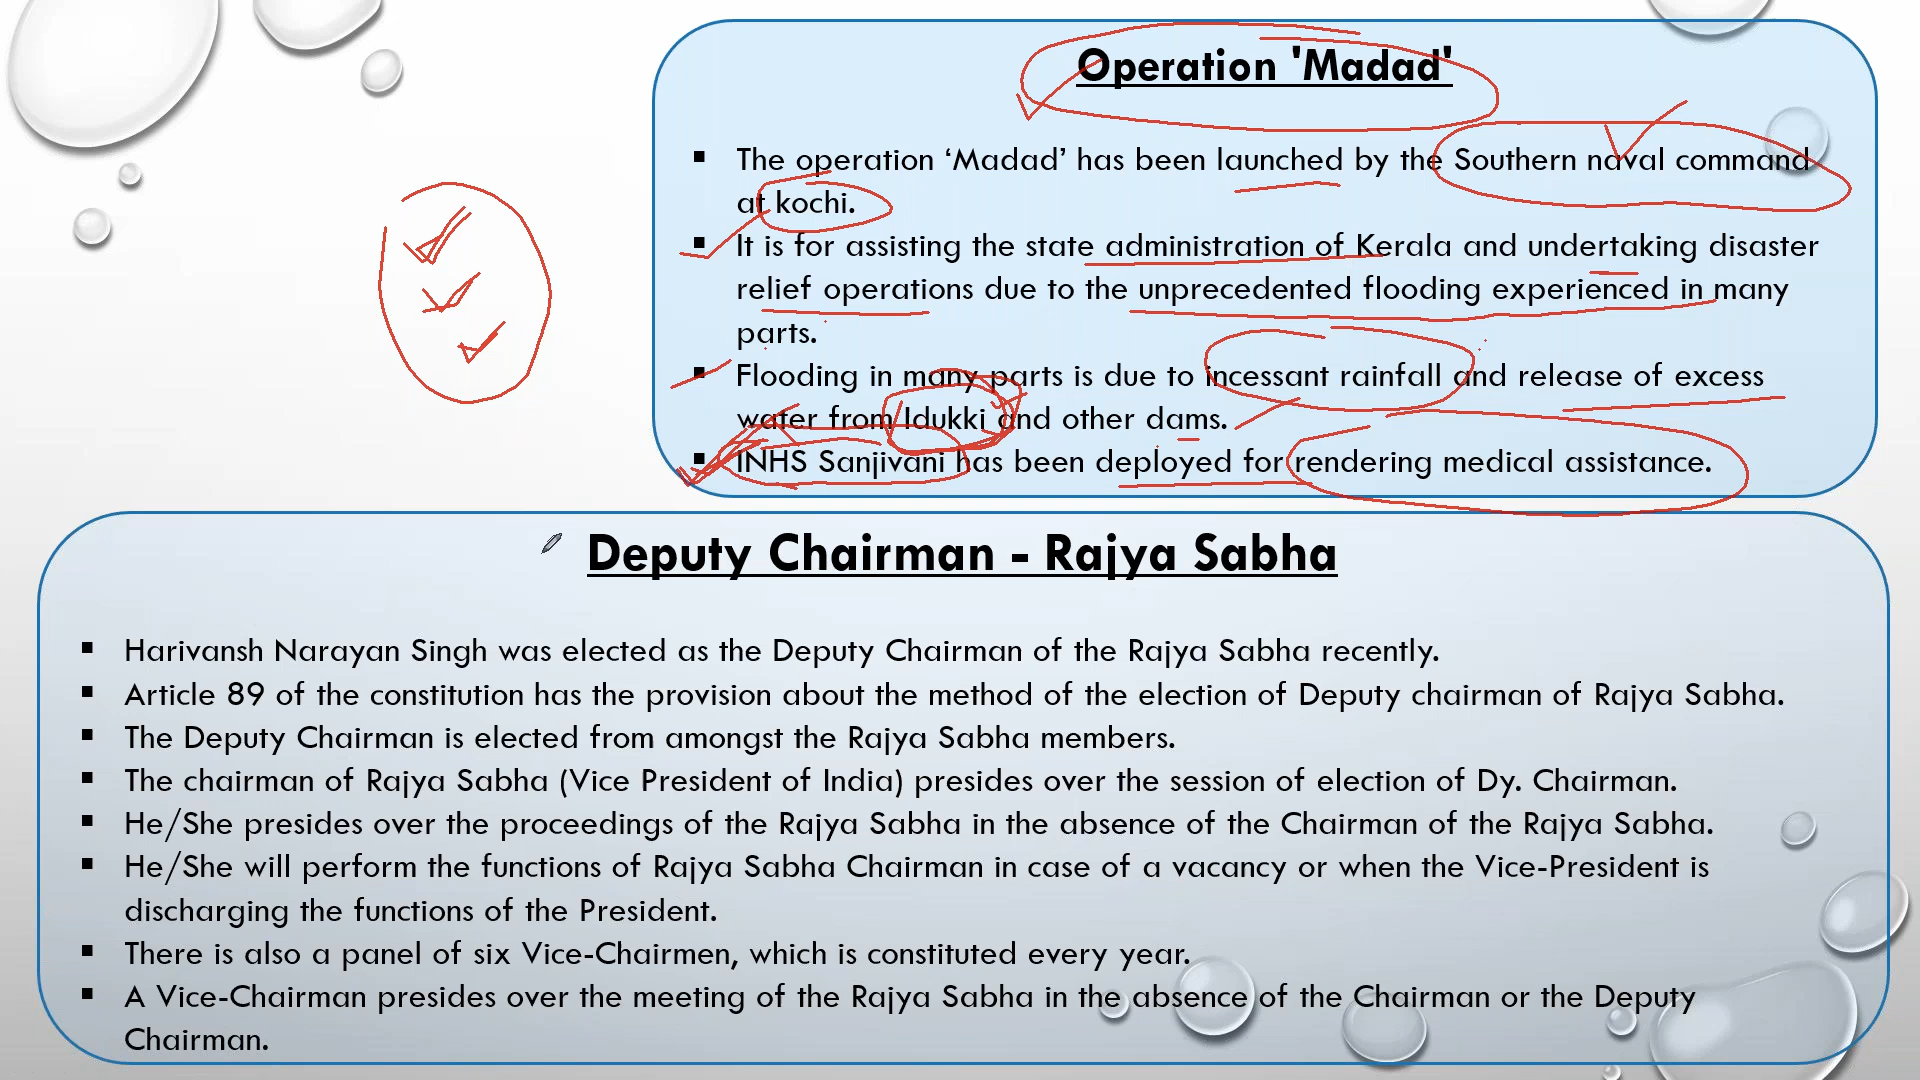 Operation 'Madad'
▪ The operation ‘Madad’ has been launched by the Southern naval command
at kochi.
▪ It is for assisting the state administration of Kerala and undertaking disaster
relief operations due to the unprecedented flooding experienced in many
parts.
▪ Flooding in many parts is due to incessant rainfall and release of excess
water from Idukki and other dams.
▪ INHS Sanjivani has been deployed for rendering medical assistance.
Deputy Chairman - Rajya Sabha
▪ Harivansh Narayan Singh was elected as the Deputy Chairman of the Rajya Sabha recently.
▪ Article 89 of the constitution has the provision about the method of the election of Deputy chairman of Rajya Sabha.
▪ The Deputy Chairman is elected from amongst the Rajya Sabha members.
▪ The chairman of Rajya Sabha (Vice President of India) presides over the session of election of Dy. Chairman.
▪ He/She presides over the proceedings of the Rajya Sabha in the absence of the Chairman of the Rajya Sabha.
▪ He/She will perform the functions of Rajya Sabha Chairman in case of a vacancy or when the Vice-President is
discharging the functions of the President.
▪ There is also a panel of six Vice-Chairmen, which is constituted every year.
▪ A Vice-Chairman presides over the meeting of the Rajya Sabha in the absence of the Chairman or the Deputy
Chairman.